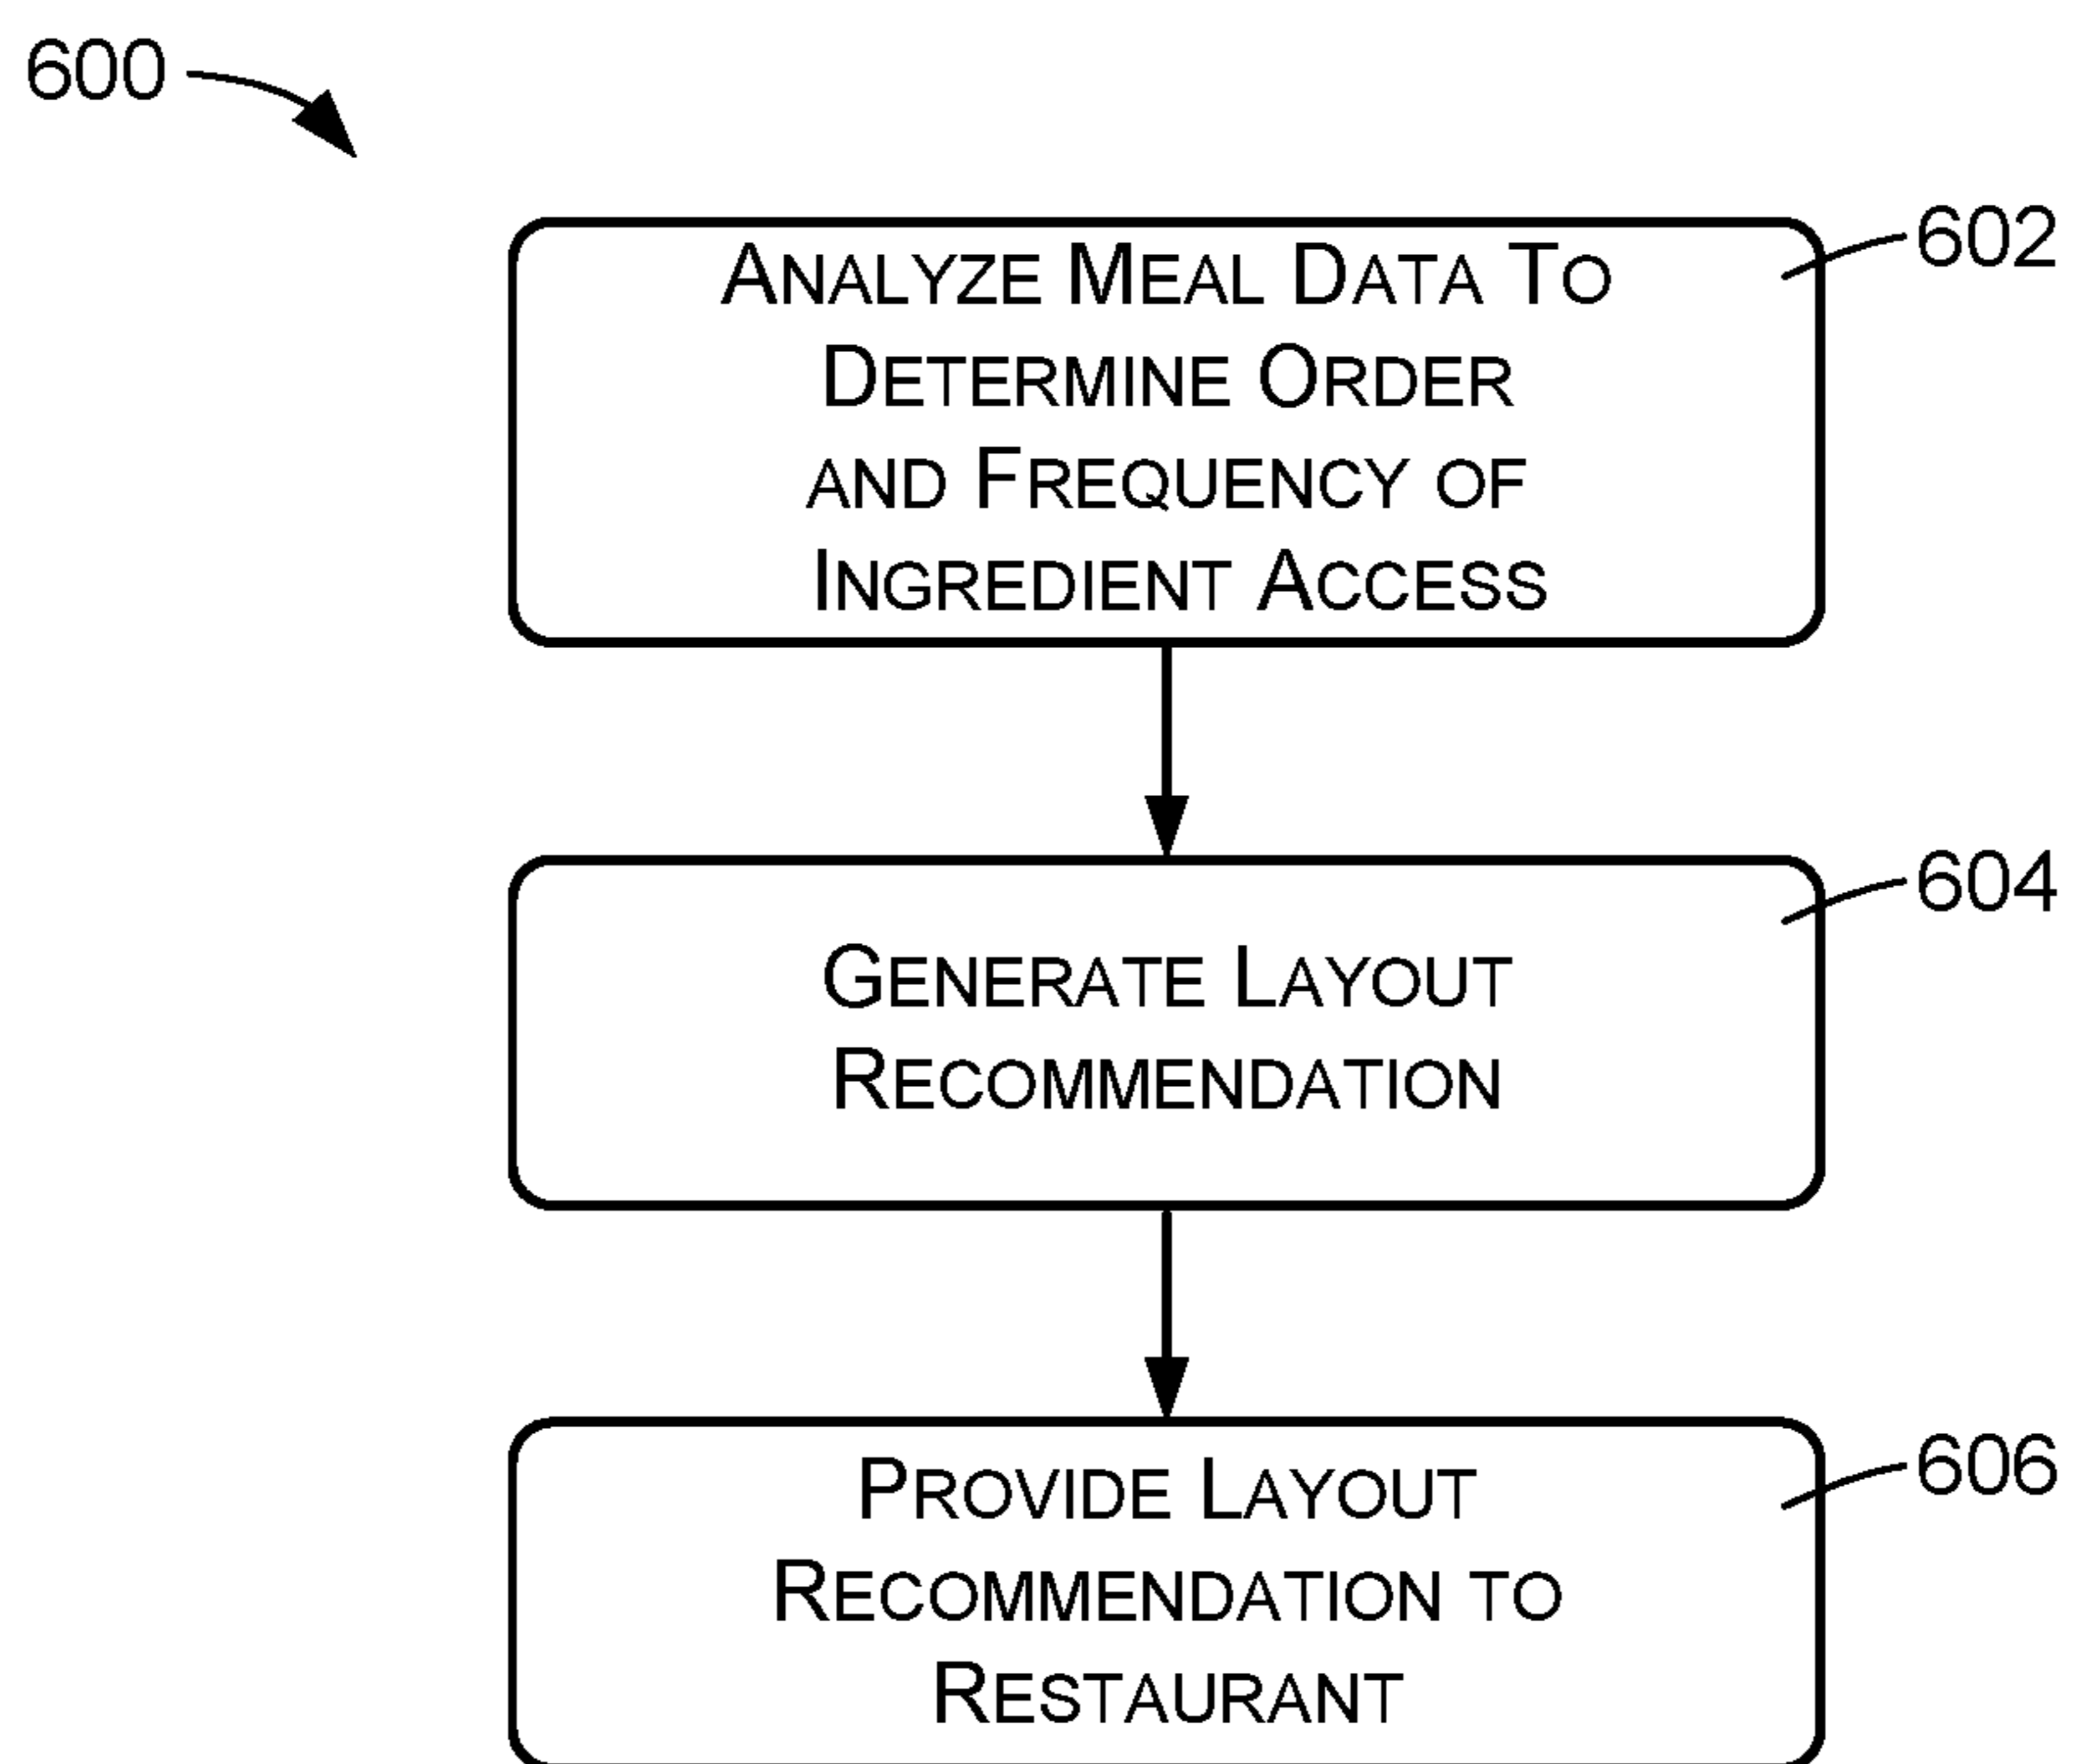 600
602
ANALYZE MEAL DATA TO
DETERMINE ORDER
AND FREQUENCY OF
INGREDIENT ACCESS
604
GENERATE LAYOUT
RECOMMENDATION
606
PROVIDE LAYOUT
RECOMMENDATION TO
RESTAURANT